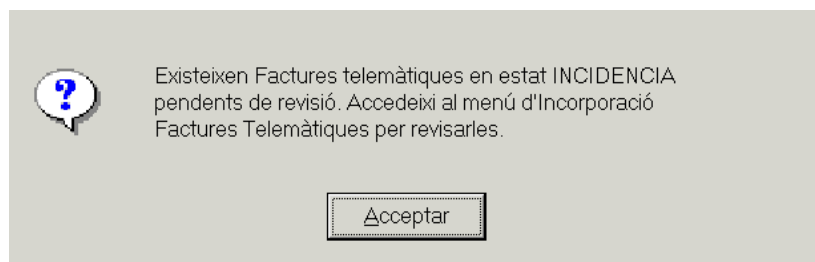 Existeixen Factures telemàtiques en estat INCIDENCIA
pendents de revisió. Accedeixi al menú d'Incorporació
Factures Telemàtiques per revisarles.
?
Acceptar